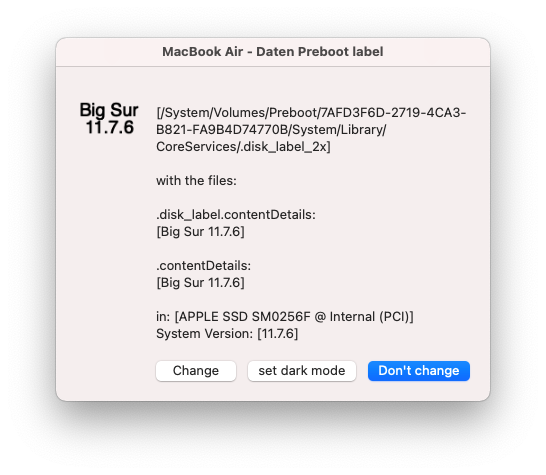 MacBook Air - Daten Preboot label
Big Sur
11.7.6
[/System/Volumes/Preboot/7AFD3F6D-2719-4CA3-
B821-FA9B4D74770B/System/Library/
CoreServices/.disk_label_2x]
with the files:
.disk_label.contentDetails:
[Big Sur 11.7.6]
.contentDetails:
[Big Sur 11.7.6]
in: [APPLE SSD SM0256F @ Internal (PCI)]
System Version: [11.7.6]
Change
set dark mode
Don't change